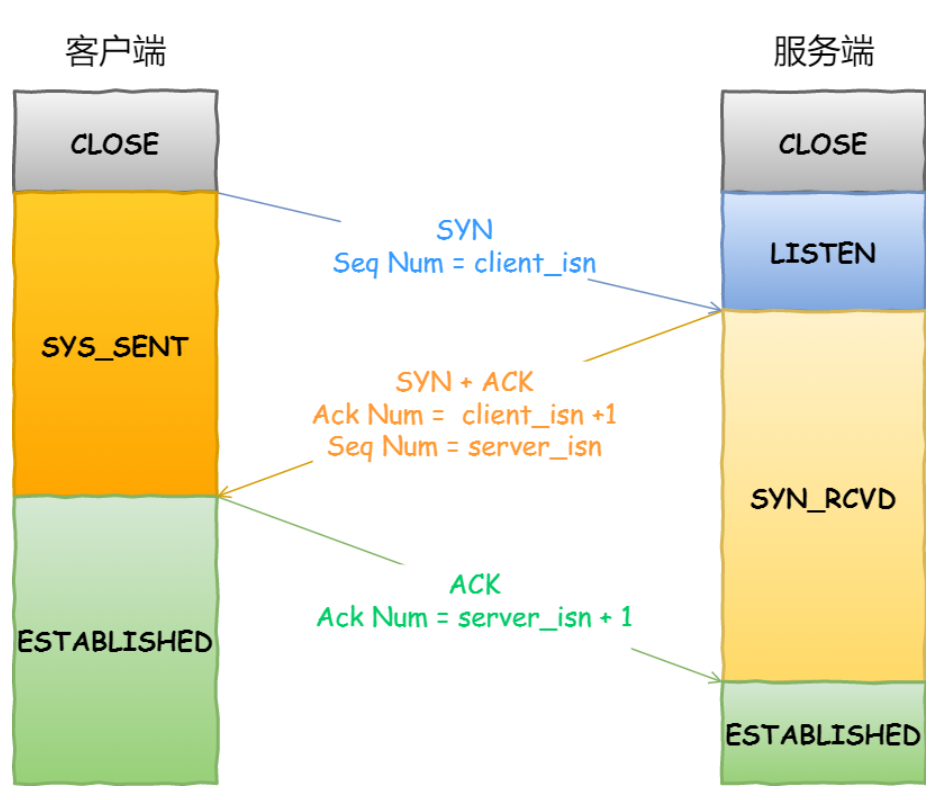 客户端
服务端
CLOSE
CLOSE
SYN
Seq Num = client_isn
LISTEN
SYS_SENT
SYN + ACK
Ack Num = client_isn +1
Seq Num = server_isn
SYN_RCVD
ACK
Ack Num = server_isn + 1
ESTABLISHED
ESTABLISHED